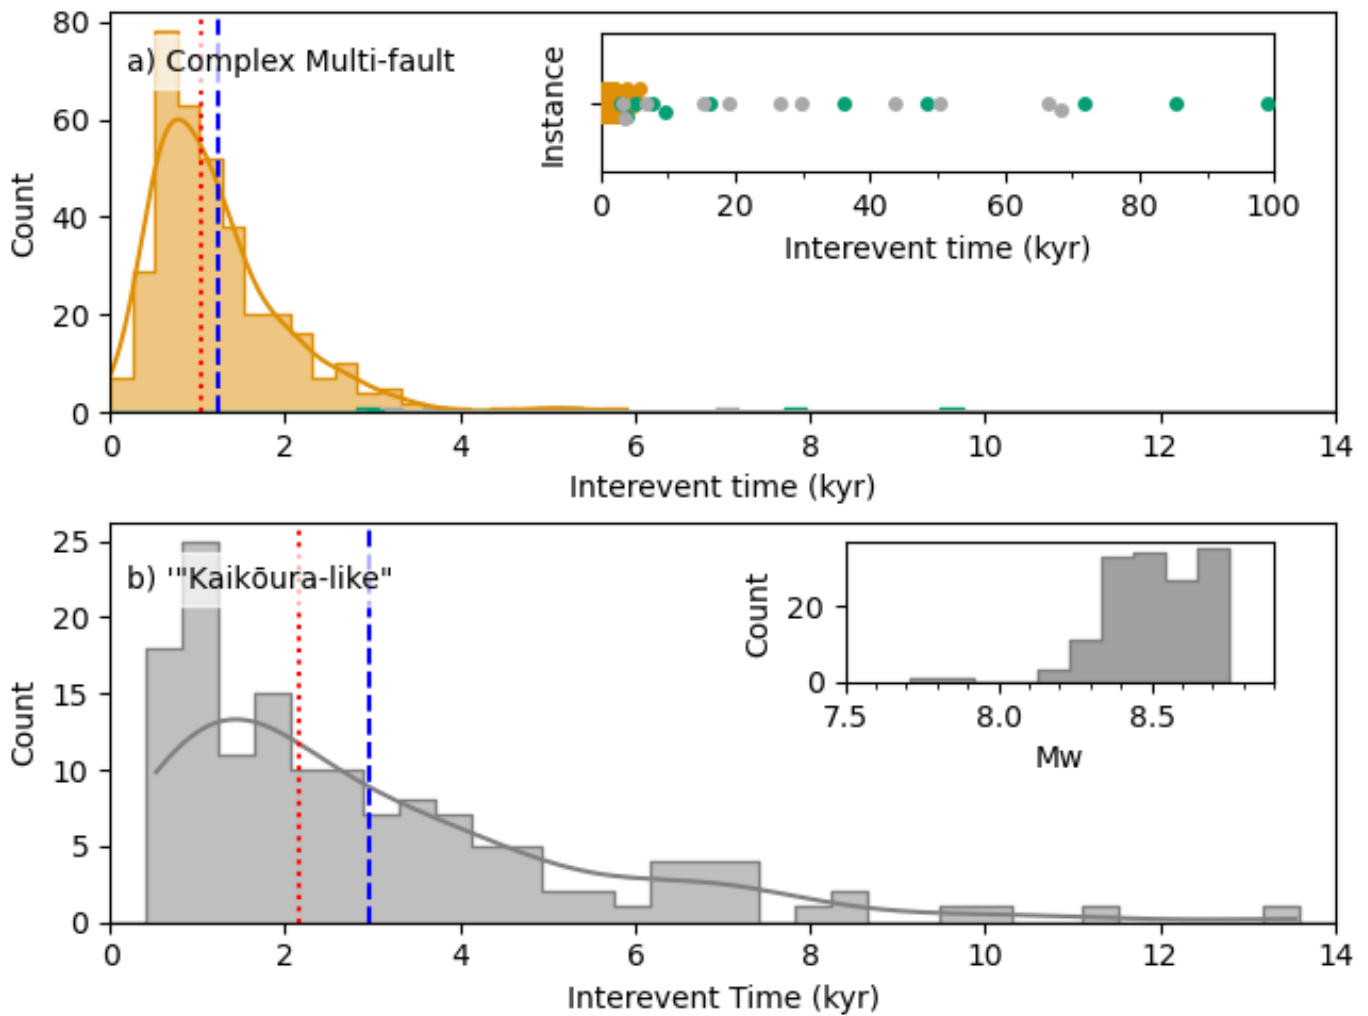 80
60
40
20
0
Count
a) Complex Multi-fault
Instance
0 20 40 60 80 100
Interevent time (kyr)
0 2 4 6 8 10 12 14
Interevent time (kyr)
25
20
15
10
5
0
Count
b) '"Kaikōura-like"
Count
20
0
7.5 8.0 8.5
Mw
0 2 4 6 8 10 12 14
Interevent Time (kyr)